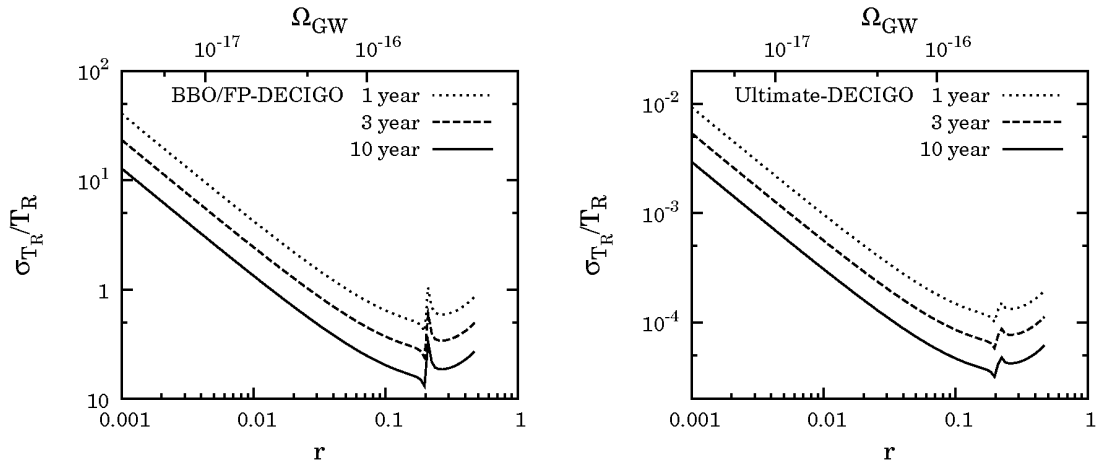 Ω_GW
10^-17 10^-16
10^2
10^1
1
10
σ_T_R/T_R
BBO/FP-DECIGO 1 year
3 year
10 year
0.001 0.01 0.1 1
r
Ω_GW
10^-17 10^-16
10^-2
10^-3
10^-4
σ_T_R/T_R
Ultimate-DECIGO 1 year
3 year
10 year
0.001 0.01 0.1 1
r